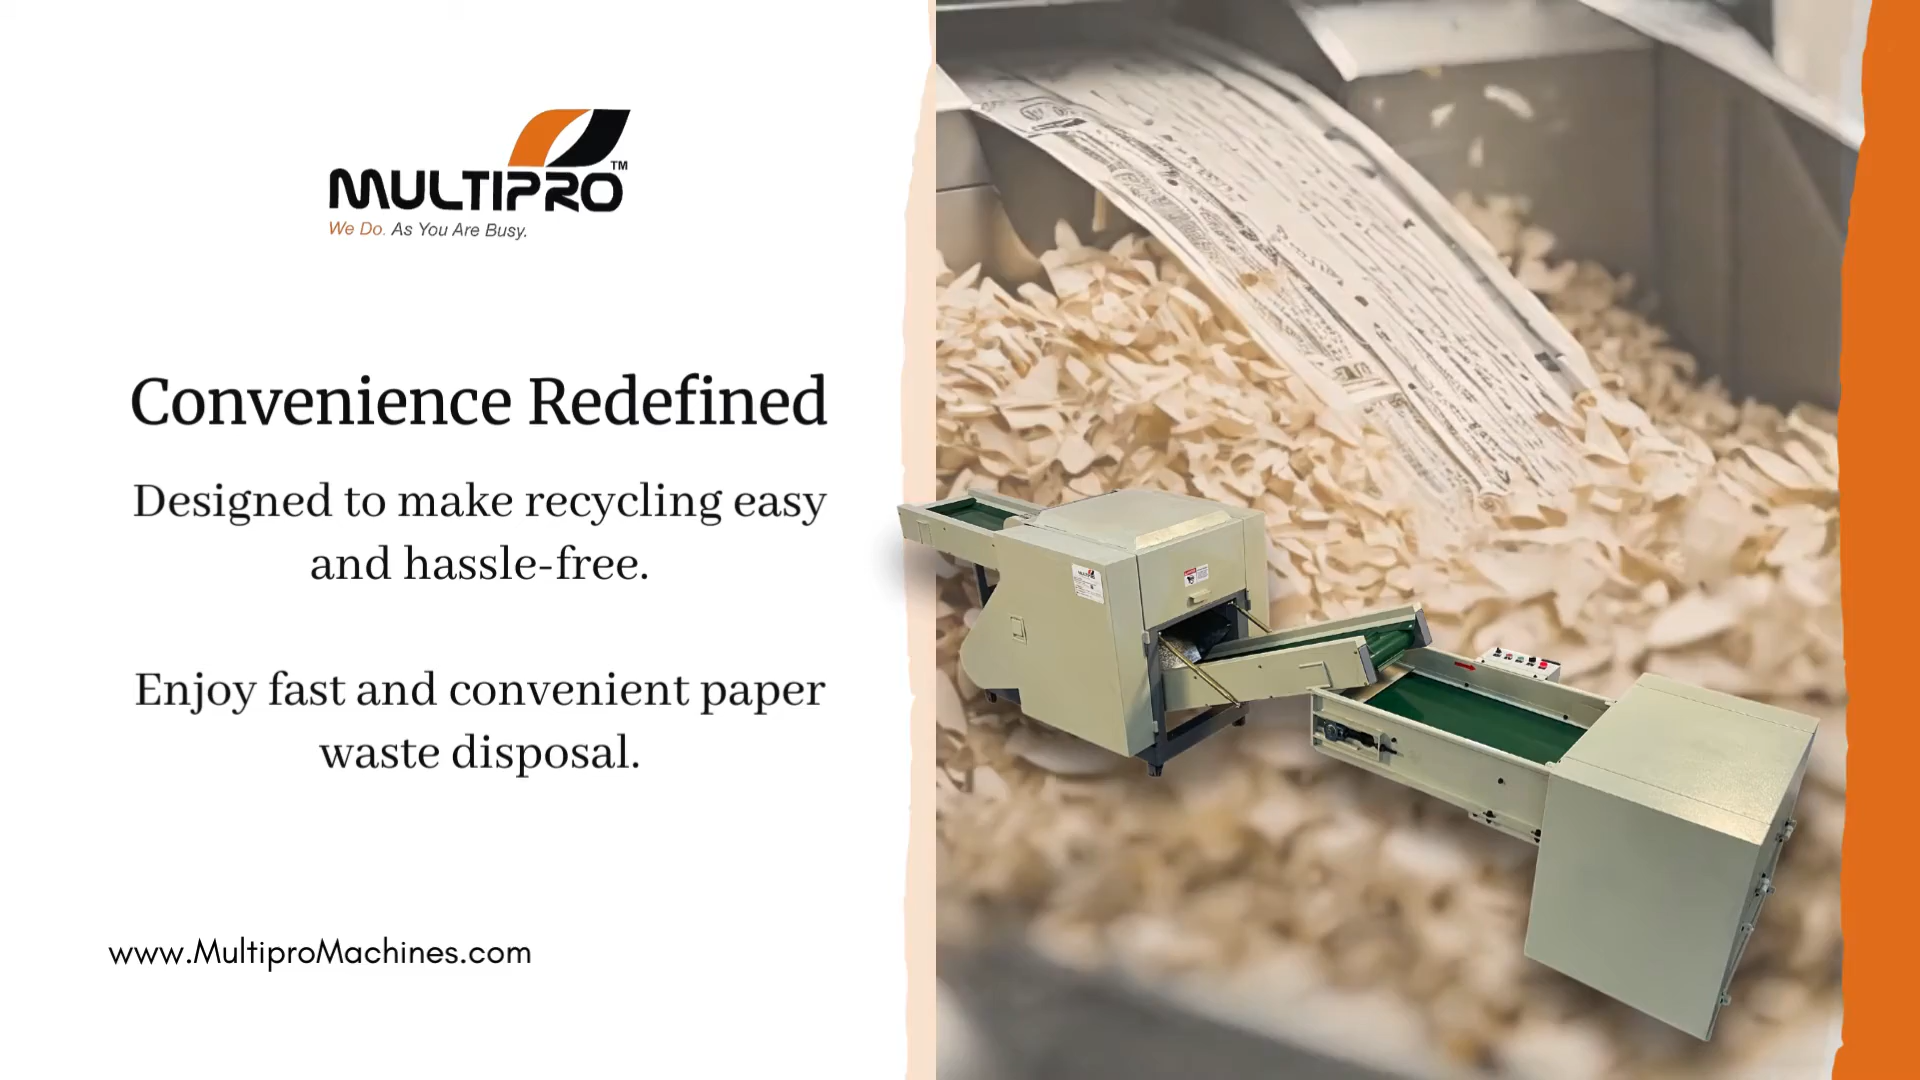 MULTIPRO™
We Do. As You Are Busy.
Convenience Redefined
Designed to make recycling easy
and hassle-free.
Enjoy fast and convenient paper
waste disposal.
www.MultiproMachines.com